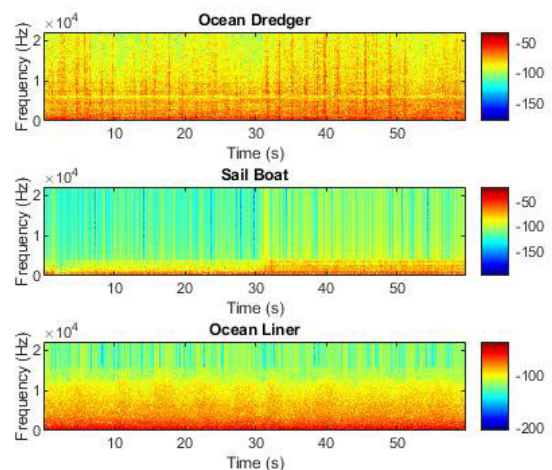 Ocean Dredger
×10⁴
2
1
0
Frequency (Hz)
10 20 30 40 50
Time (s)
-50
-100
-150
Sail Boat
×10⁴
2
1
0
Frequency (Hz)
10 20 30 40 50
Time (s)
-50
-100
-150
Ocean Liner
×10⁴
2
1
0
Frequency (Hz)
10 20 30 40 50
Time (s)
-100
-200